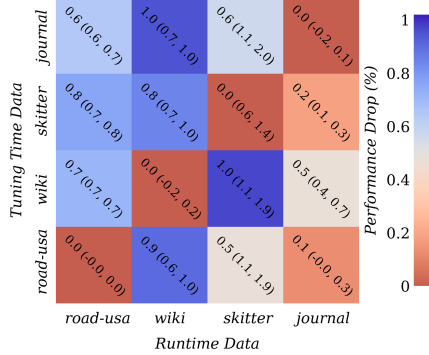 journal
0.6 (0.6, 0.7)
1.0 (0.7, 1.0)
0.6 (1.1, 2.0)
0.0 (-0.2, 0.1)
skitter
0.8 (0.7, 0.8)
0.8 (0.7, 1.0)
0.0 (0.6, 1.4)
0.2 (0.1, 0.3)
wiki
0.7 (0.7, 0.7)
0.0 (-0.2, 0.2)
1.0 (1.1, 1.9)
0.5 (0.4, 0.7)
road-usa
0.0 (-0.0, 0.0)
0.9 (0.6, 1.0)
0.5 (1.1, 1.9)
0.1 (-0.0, 0.3)
Tuning Time Data
road-usa wiki skitter journal
Runtime Data
Performance Drop (%)
1
0.8
0.6
0.4
0.2
0